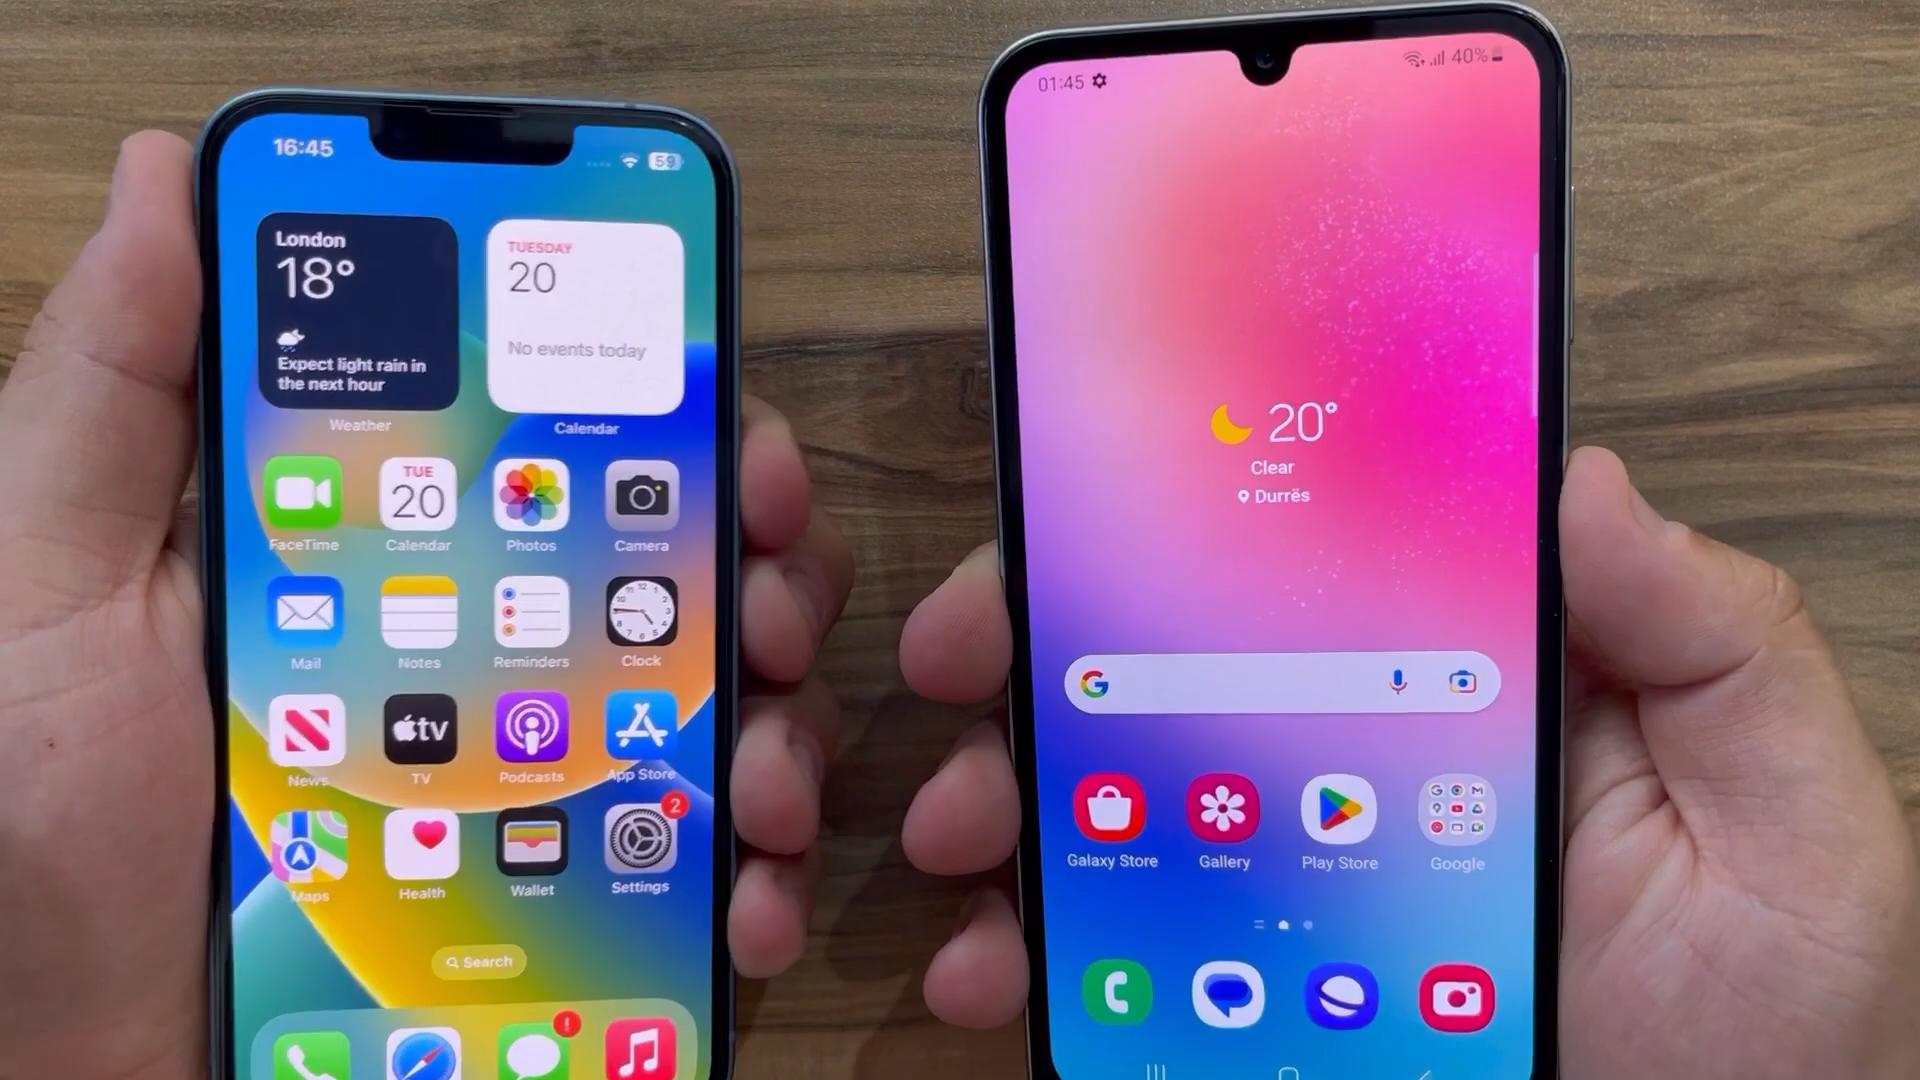 16:45
59
London
18°
Expect light rain in
the next hour
Weather
TUESDAY
20
No events today
Calendar
FaceTime
TUE
20
Calendar
Photos
Camera
Mail
Notes
Reminders
Clock
News
tv
TV
Podcasts
App Store
Maps
Health
Wallet
2
Settings
Search
!
01:45
40%
20°
Clear
Durrës
G
Galaxy Store
Gallery
Play Store
Google